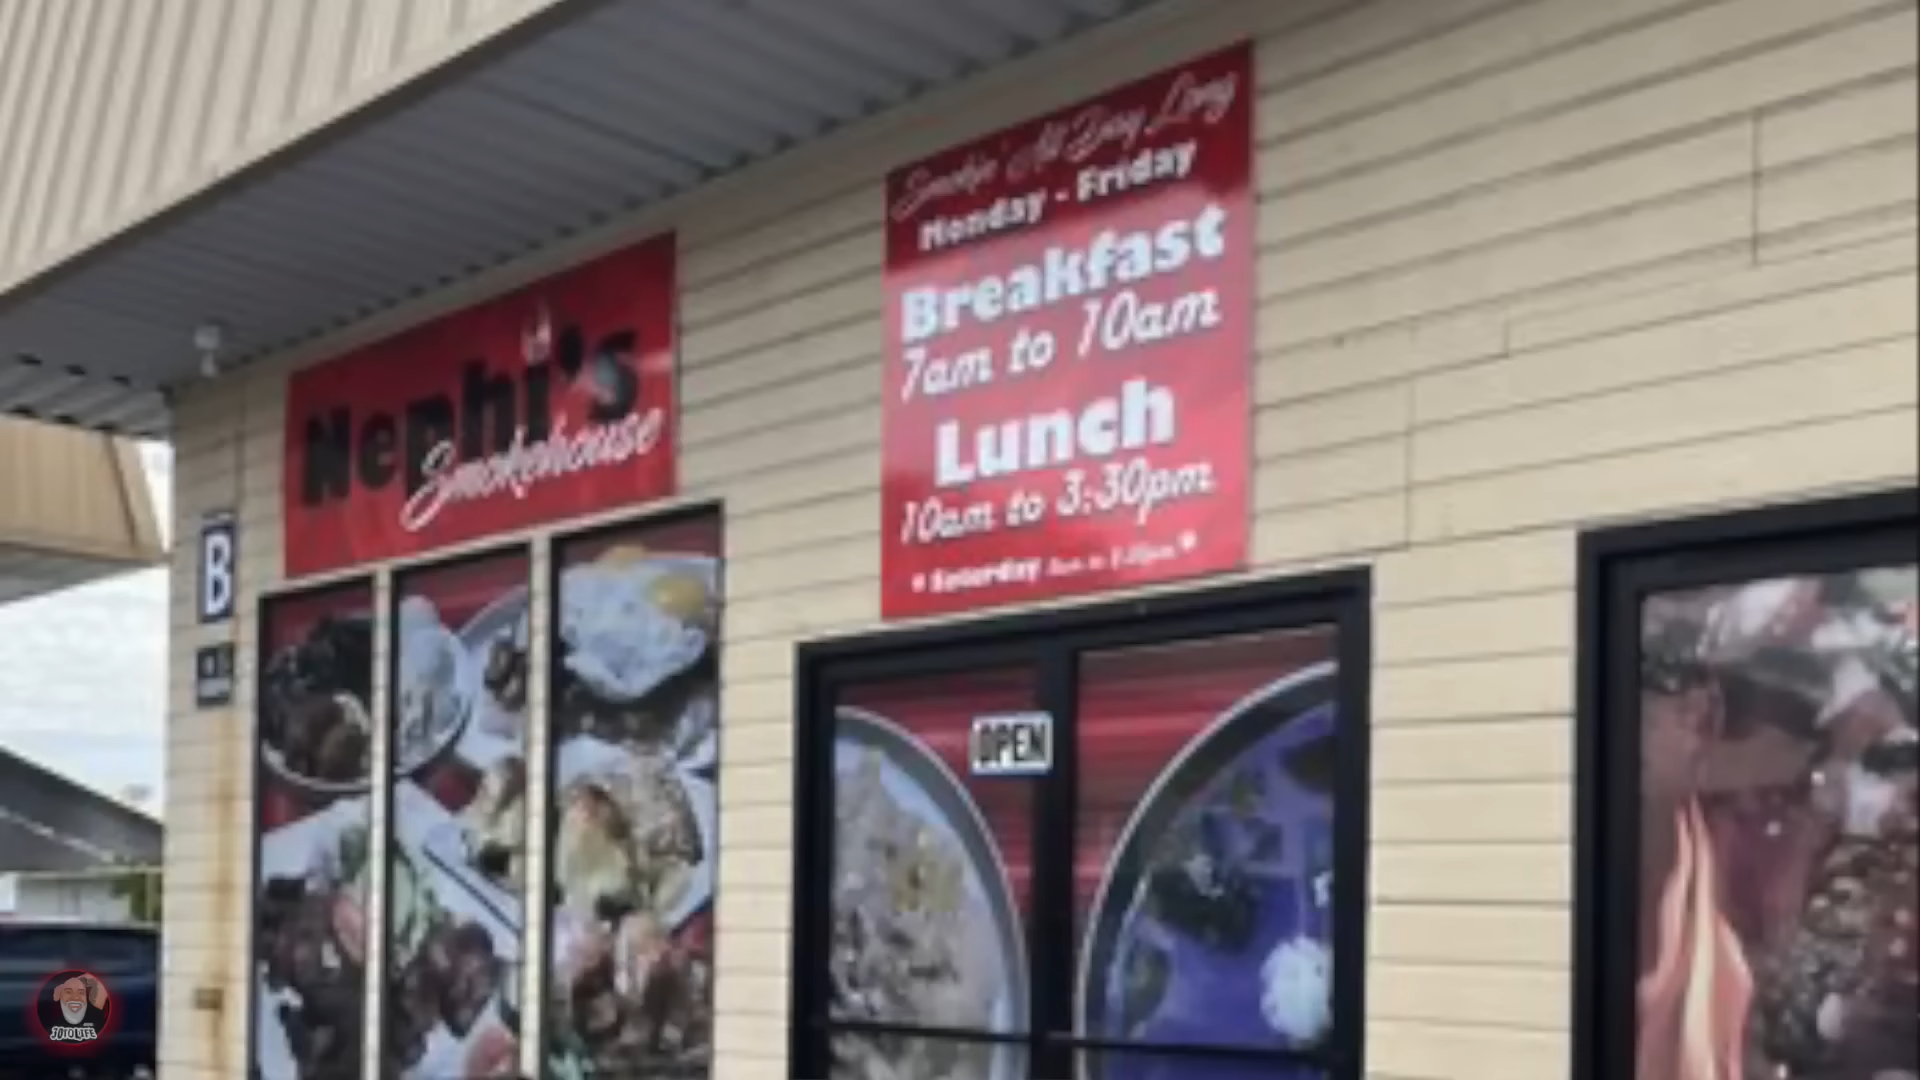 Smokin' All Day Long
Monday - Friday
Breakfast
7am to 10am
Lunch
10am to 3:30pm
Saturday
Nephi's
Smokehouse
B
OPEN
JOTOLIFE